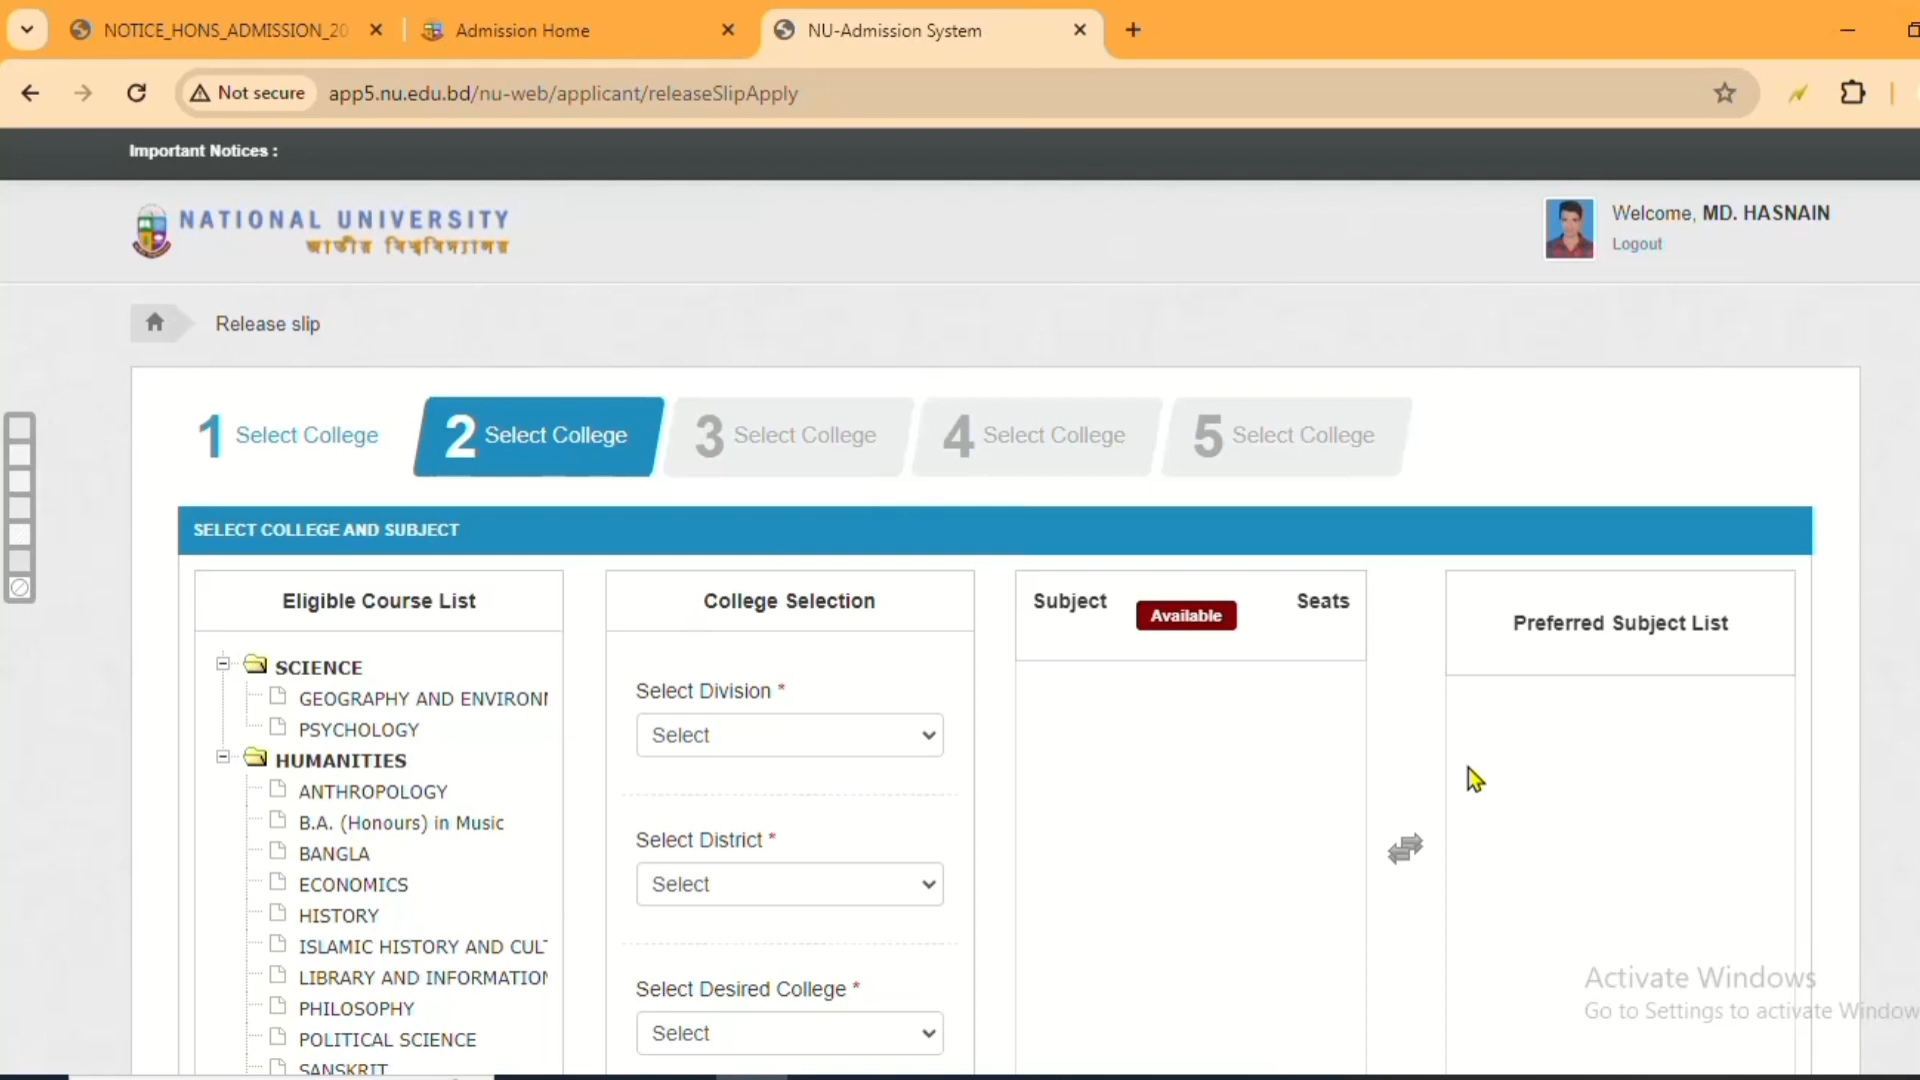 NOTICE_HONS_ADMISSION_20
Admission Home
NU-Admission System
Not secure
app5.nu.edu.bd/nu-web/applicant/releaseSlipApply
Important Notices :
NATIONAL UNIVERSITY
জাতীয় বিশ্ববিদ্যালয়
Welcome, MD. HASNAIN
Logout
Release slip
1 Select College
2 Select College
3 Select College
4 Select College
5 Select College
SELECT COLLEGE AND SUBJECT
Eligible Course List
SCIENCE
GEOGRAPHY AND ENVIRON
PSYCHOLOGY
HUMANITIES
ANTHROPOLOGY
B.A. (Honours) in Music
BANGLA
ECONOMICS
HISTORY
ISLAMIC HISTORY AND CUL
LIBRARY AND INFORMATION
PHILOSOPHY
POLITICAL SCIENCE
SANSKRIT
College Selection
Select Division *
Select
Select District *
Select
Select Desired College *
Select
Subject
Available
Seats
Preferred Subject List
Activate Windows
Go to Settings to activate Window